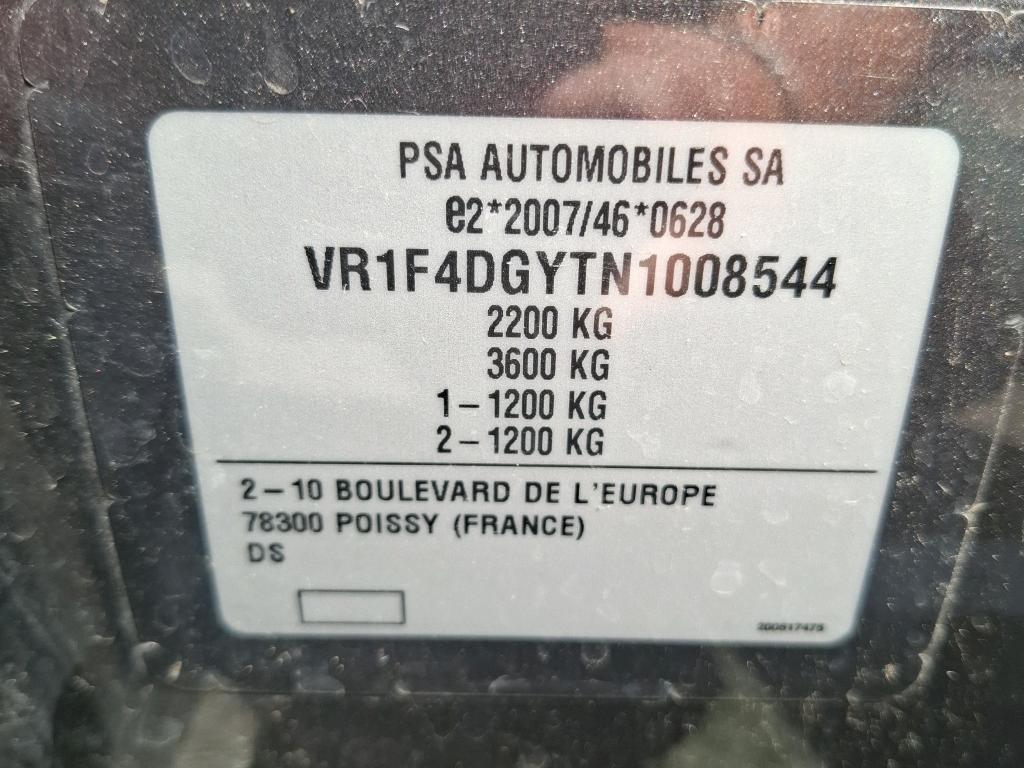 PSA AUTOMOBILES SA
e2*2007/46*0628
VR1F4DGYTN1008544
2200 KG
3600 KG
1-1200 KG
2-1200 KG
2-10 BOULEVARD DE L'EUROPE
78300 POISSY (FRANCE)
DS